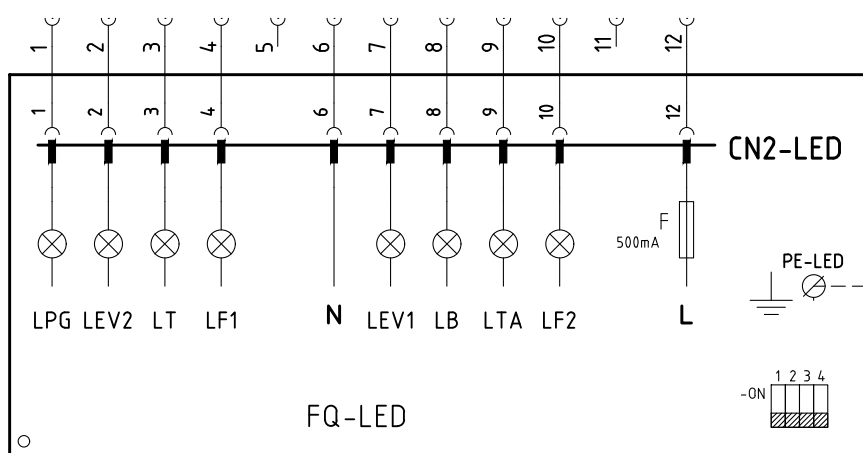 1 2 3 4 5 6 7 8 9 10 11 12
1 2 3 4 6 7 8 9 10 12
CN2-LED
F
500mA
PE-LED
LPG LEV2 LT LF1 N LEV1 LB LTA LF2 L
1 2 3 4
-ON
FQ-LED